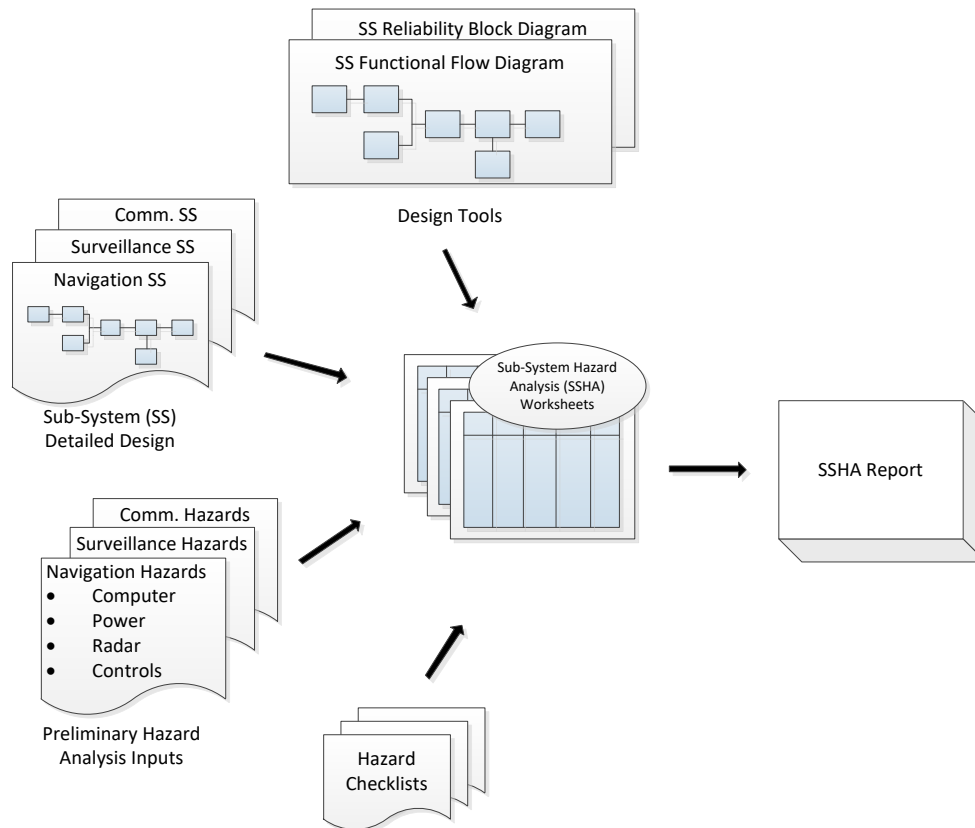 SS Reliability Block Diagram
SS Functional Flow Diagram
Design Tools
Comm. SS
Surveillance SS
Navigation SS
Sub-System (SS)
Detailed Design
Sub-System Hazard
Analysis (SSHA)
Worksheets
SSHA Report
Comm. Hazards
Surveillance Hazards
Navigation Hazards
• Computer
• Power
• Radar
• Controls
Preliminary Hazard
Analysis Inputs
Hazard
Checklists